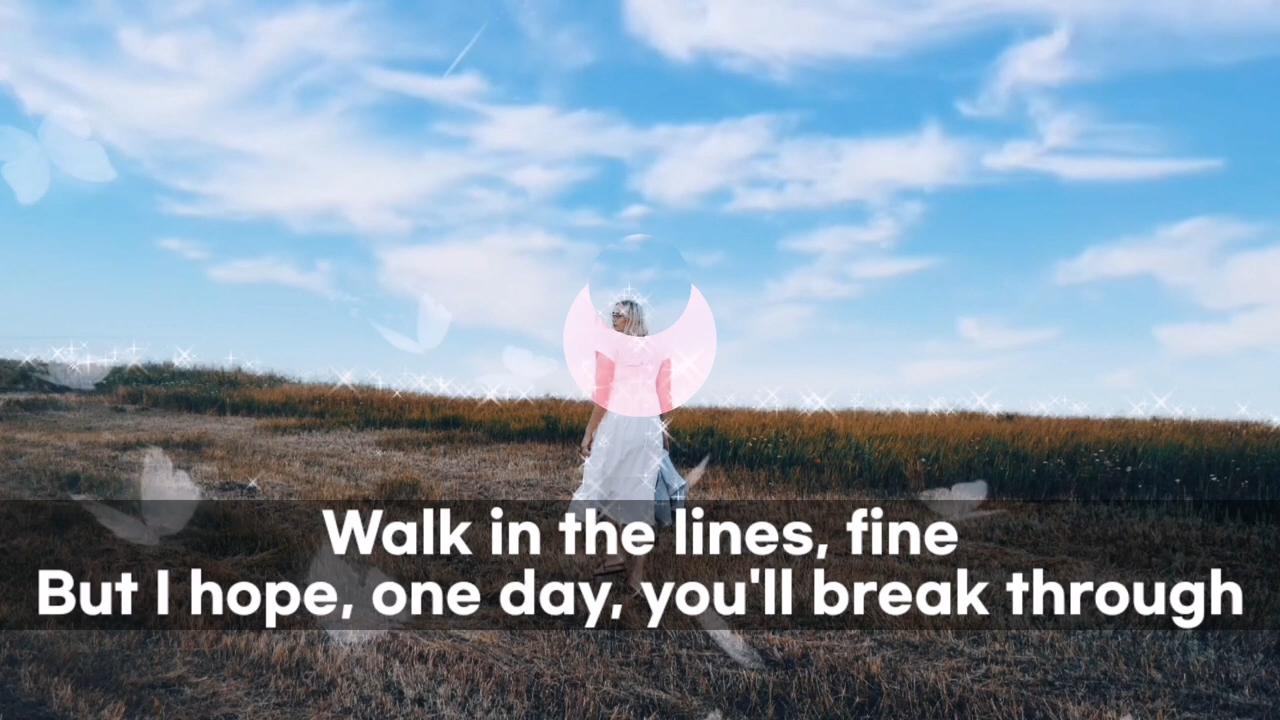 Walk in the lines, fine
But I hope, one day, you'll break through